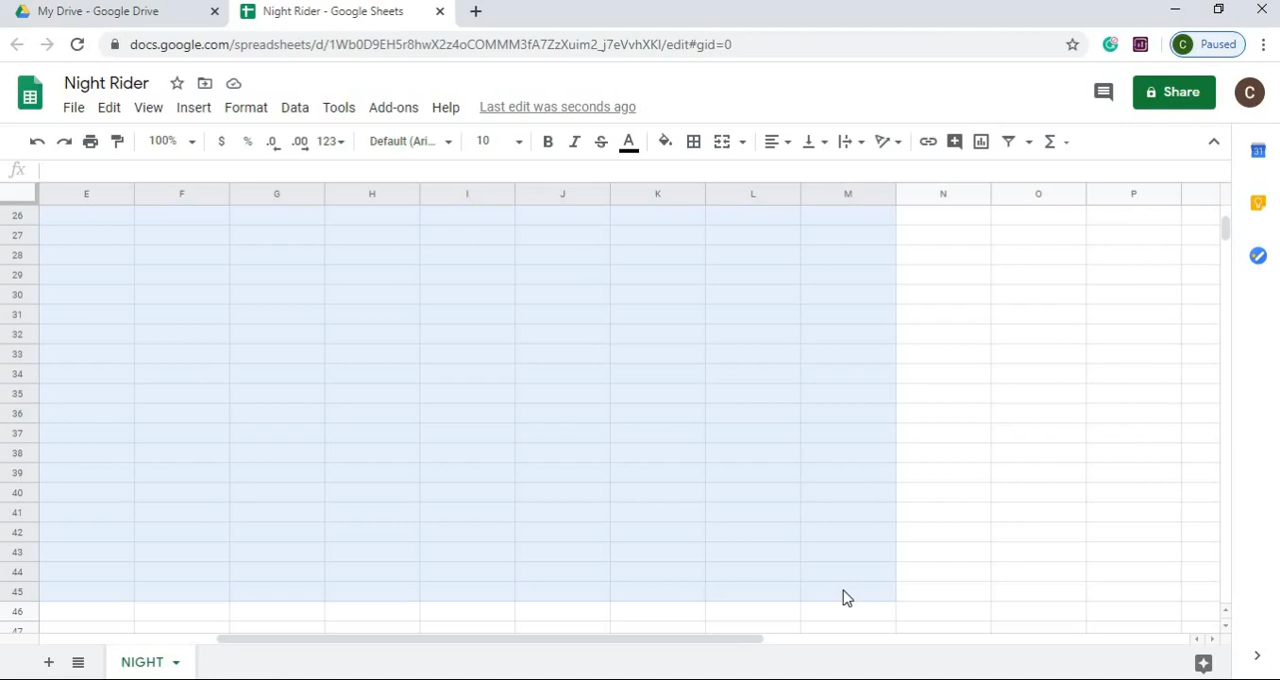 My Drive - Google Drive
Night Rider - Google Sheets
docs.google.com/spreadsheets/d/1Wb0D9EH5r8hwX2z4oCOMMM3fA7ZzXuim2_j7eVvhXKI/edit#gid=0
C Paused
Night Rider
File Edit View Insert Format Data Tools Add-ons Help Last edit was seconds ago
Share
C
100% $ % .0 .00 123 Default (Ari... 10 B I S A Σ
31
fx
E F G H I J K L M N O P
26
27
28
29
30
31
32
33
34
35
36
37
38
39
40
41
42
43
44
45
46
47
NIGHT